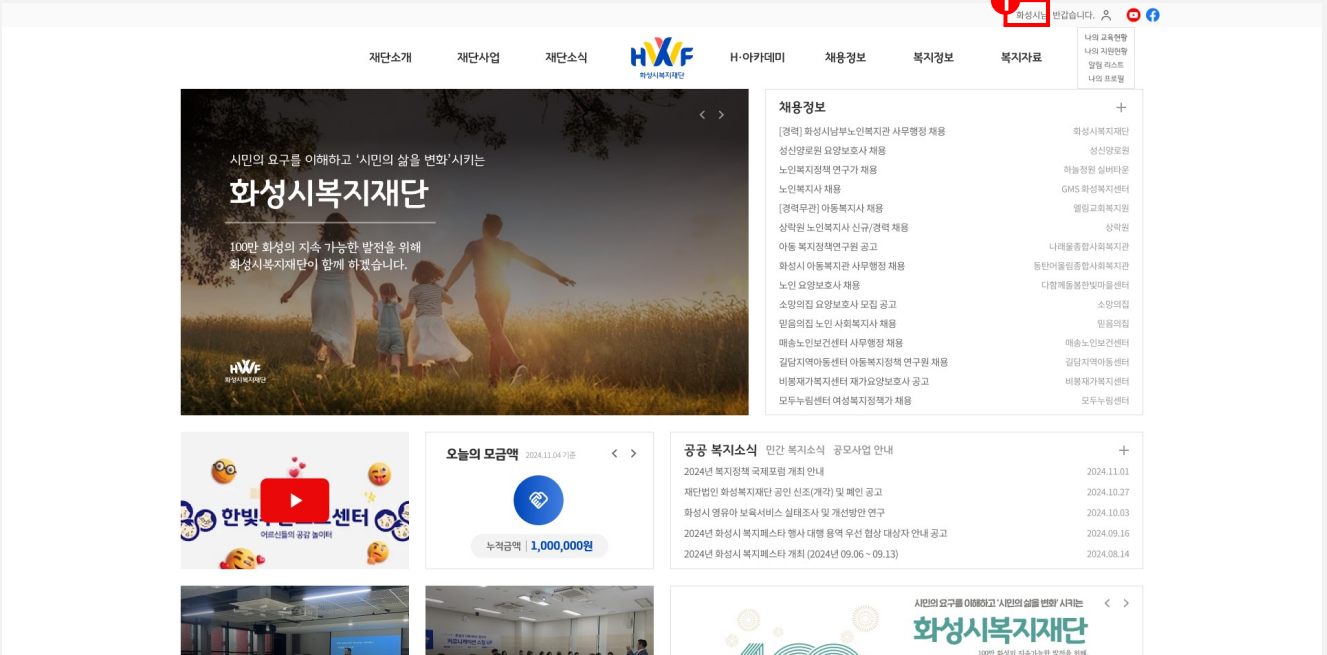 화성시님 반갑습니다.
나의 교육현황
나의 지원현황
알림 리스트
나의 프로필
재단소개 재단사업 재단소식 HWF 화성시복지재단 H·아카데미 채용정보 복지정보 복지자료
시민의 요구를 이해하고 ‘시민의 삶을 변화’시키는
화성시복지재단
100만 화성의 지속 가능한 발전을 위해
화성시복지재단이 함께 하겠습니다.
HWF
화성시복지재단
채용정보
[경력] 화성시남부노인복지관 사무행정 채용 화성시복지재단
성신양로원 요양보호사 채용 성신양로원
노인복지정책 연구가 채용 하늘정원 실버타운
노인복지사 채용 GMS 화성복지센터
[경력무관] 아동복지사 채용 엘림교회복지원
상락원 노인복지사 신규/경력 채용 상락원
아동 복지정책연구원 공고 나래울종합사회복지관
화성시 아동복지관 사무행정 채용 동탄어울림종합사회복지관
노인 요양보호사 채용 다함께돌봄한빛마을센터
소망의집 요양보호사 모집 공고 소망의집
믿음의집 노인 사회복지사 채용 믿음의집
매송노인보건센터 사무행정 채용 매송노인보건센터
길담지역아동센터 아동복지정책 연구원 채용 길담지역아동센터
비봉재가복지센터 재가요양보호사 공고 비봉재가복지센터
모두누림센터 여성복지정책가 채용 모두누림센터
한빛 센터
어르신들의 공감 놀이터
오늘의 모금액 2024.11.04 기준
누적금액 1,000,000원
공공 복지소식 민간 복지소식 공모사업 안내
2024년 복지정책 국제포럼 개최 안내 2024.11.01
재단법인 화성복지재단 공인 신조(개각) 및 폐인 공고 2024.10.27
화성시 영유아 보육서비스 실태조사 및 개선방안 연구 2024.10.03
2024년 화성시 복지페스타 행사 대행 용역 우선 협상 대상자 안내 공고 2024.09.16
2024년 화성시 복지페스타 개최 (2024년 09.06 ~ 09.13) 2024.08.14
시민의 요구를 이해하고 '시민의 삶을 변화' 시키는
화성시복지재단
100만 화성의 지속가능한 발전을 위해,